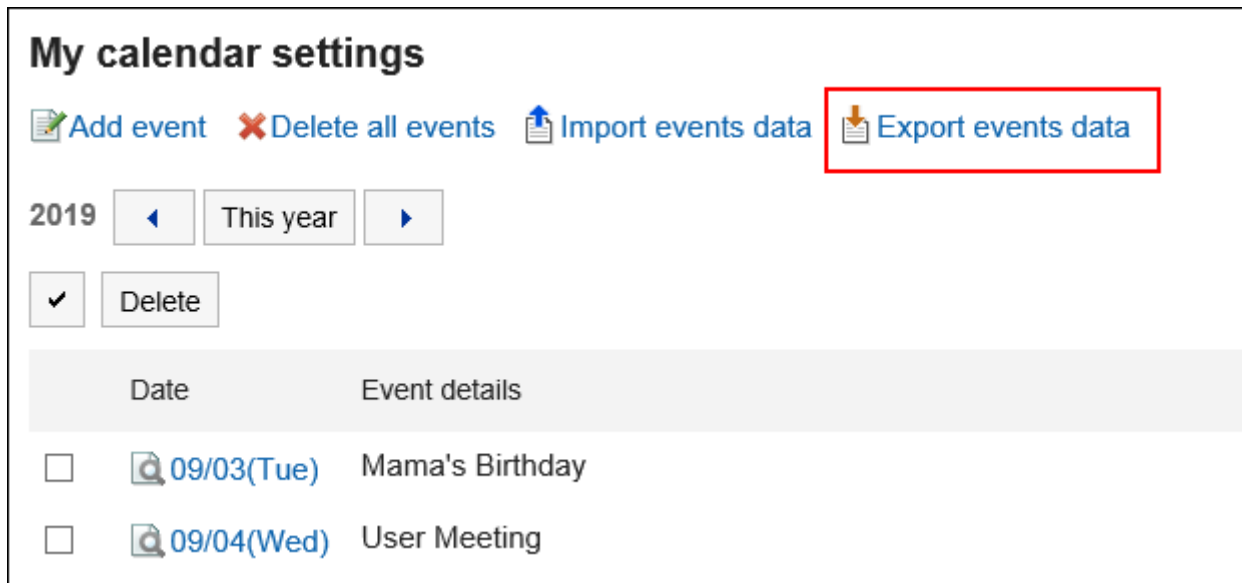 My calendar settings
Add event Delete all events Import events data Export events data
2019 This year
Delete
Date Event details
09/03(Tue) Mama's Birthday
09/04(Wed) User Meeting